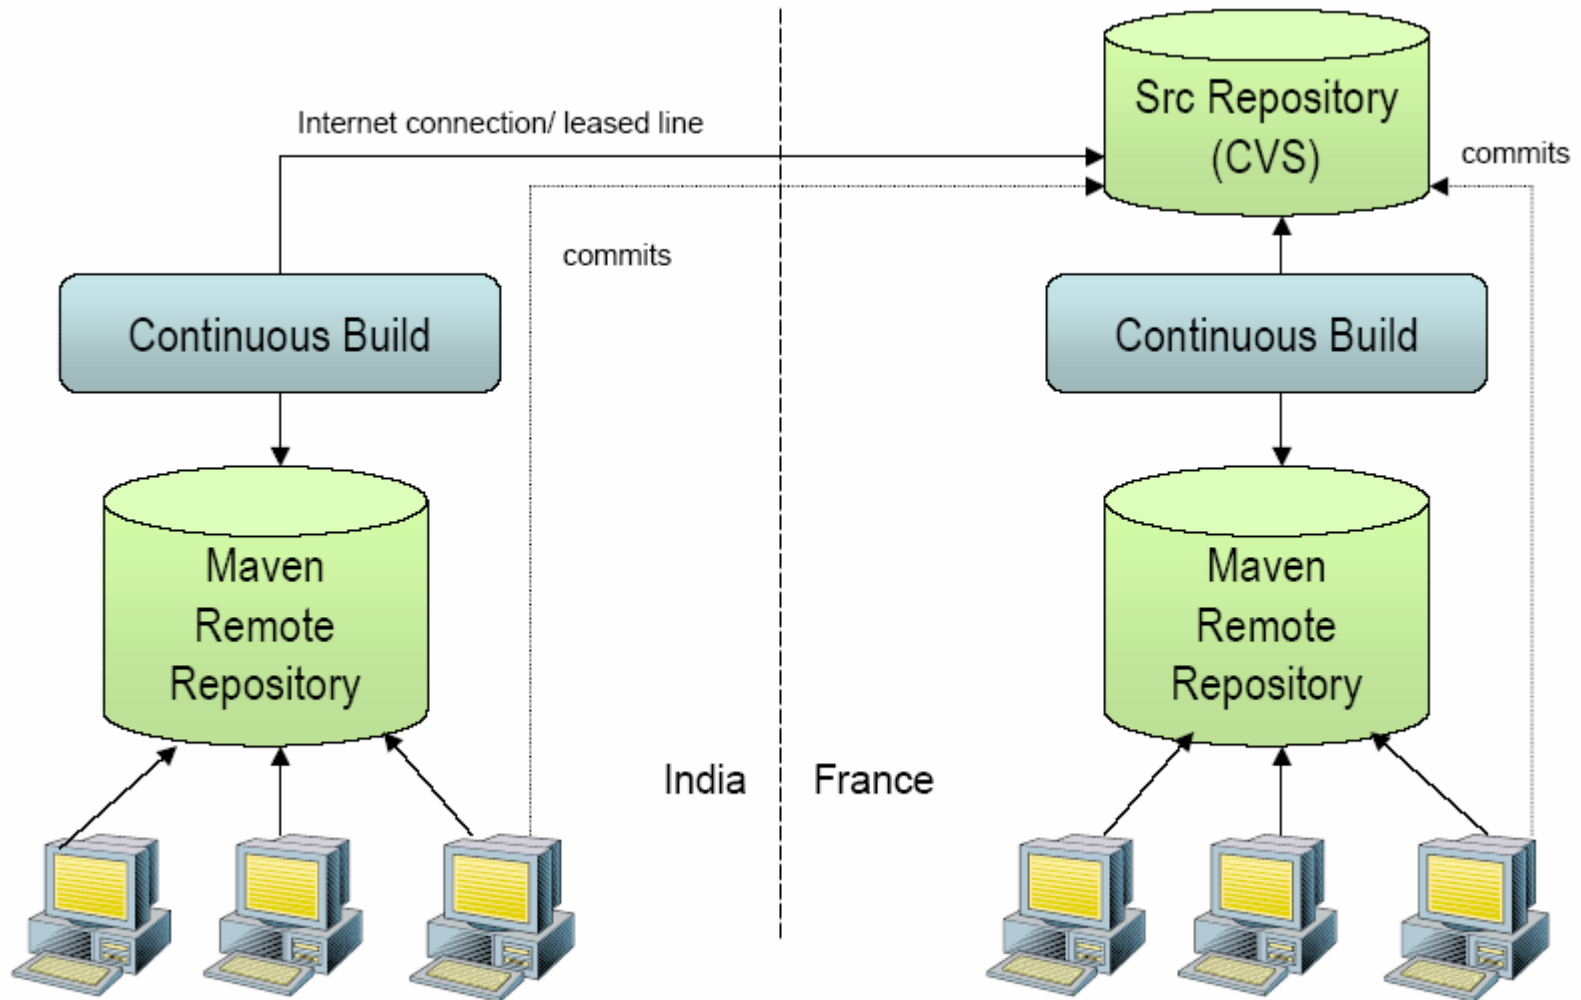 Src Repository
(CVS)
Internet connection/ leased line
commits
commits
Continuous Build
Continuous Build
Maven
Remote
Repository
Maven
Remote
Repository
India
France